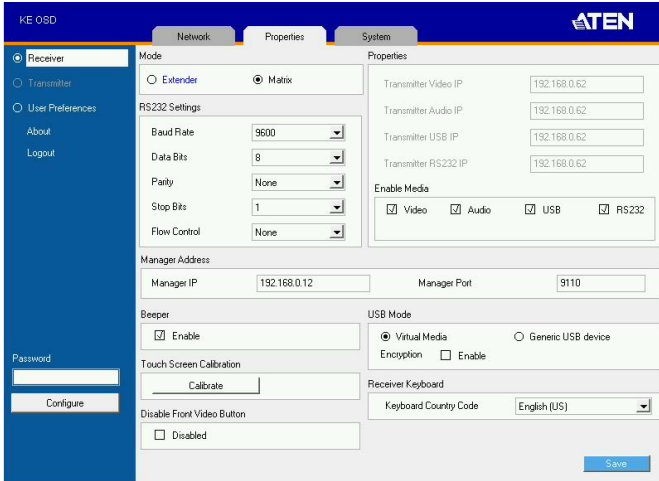 KE OSD
ATEN
Network Properties System
Receiver
Transmitter
User Preferences
About
Logout
Password
Configure
Mode
Extender Matrix
RS232 Settings
Baud Rate 9600
Data Bits 8
Parity None
Stop Bits 1
Flow Control None
Properties
Transmitter Video IP 192.168.0.62
Transmitter Audio IP 192.168.0.62
Transmitter USB IP 192.168.0.62
Transmitter RS232 IP 192.168.0.62
Enable Media
Video Audio USB RS232
Manager Address
Manager IP 192.168.0.12 Manager Port 9110
Beeper
Enable
Touch Screen Calibration
Calibrate
Disable Front Video Button
Disabled
USB Mode
Virtual Media Generic USB device
Encryption Enable
Receiver Keyboard
Keyboard Country Code English (US)
Save